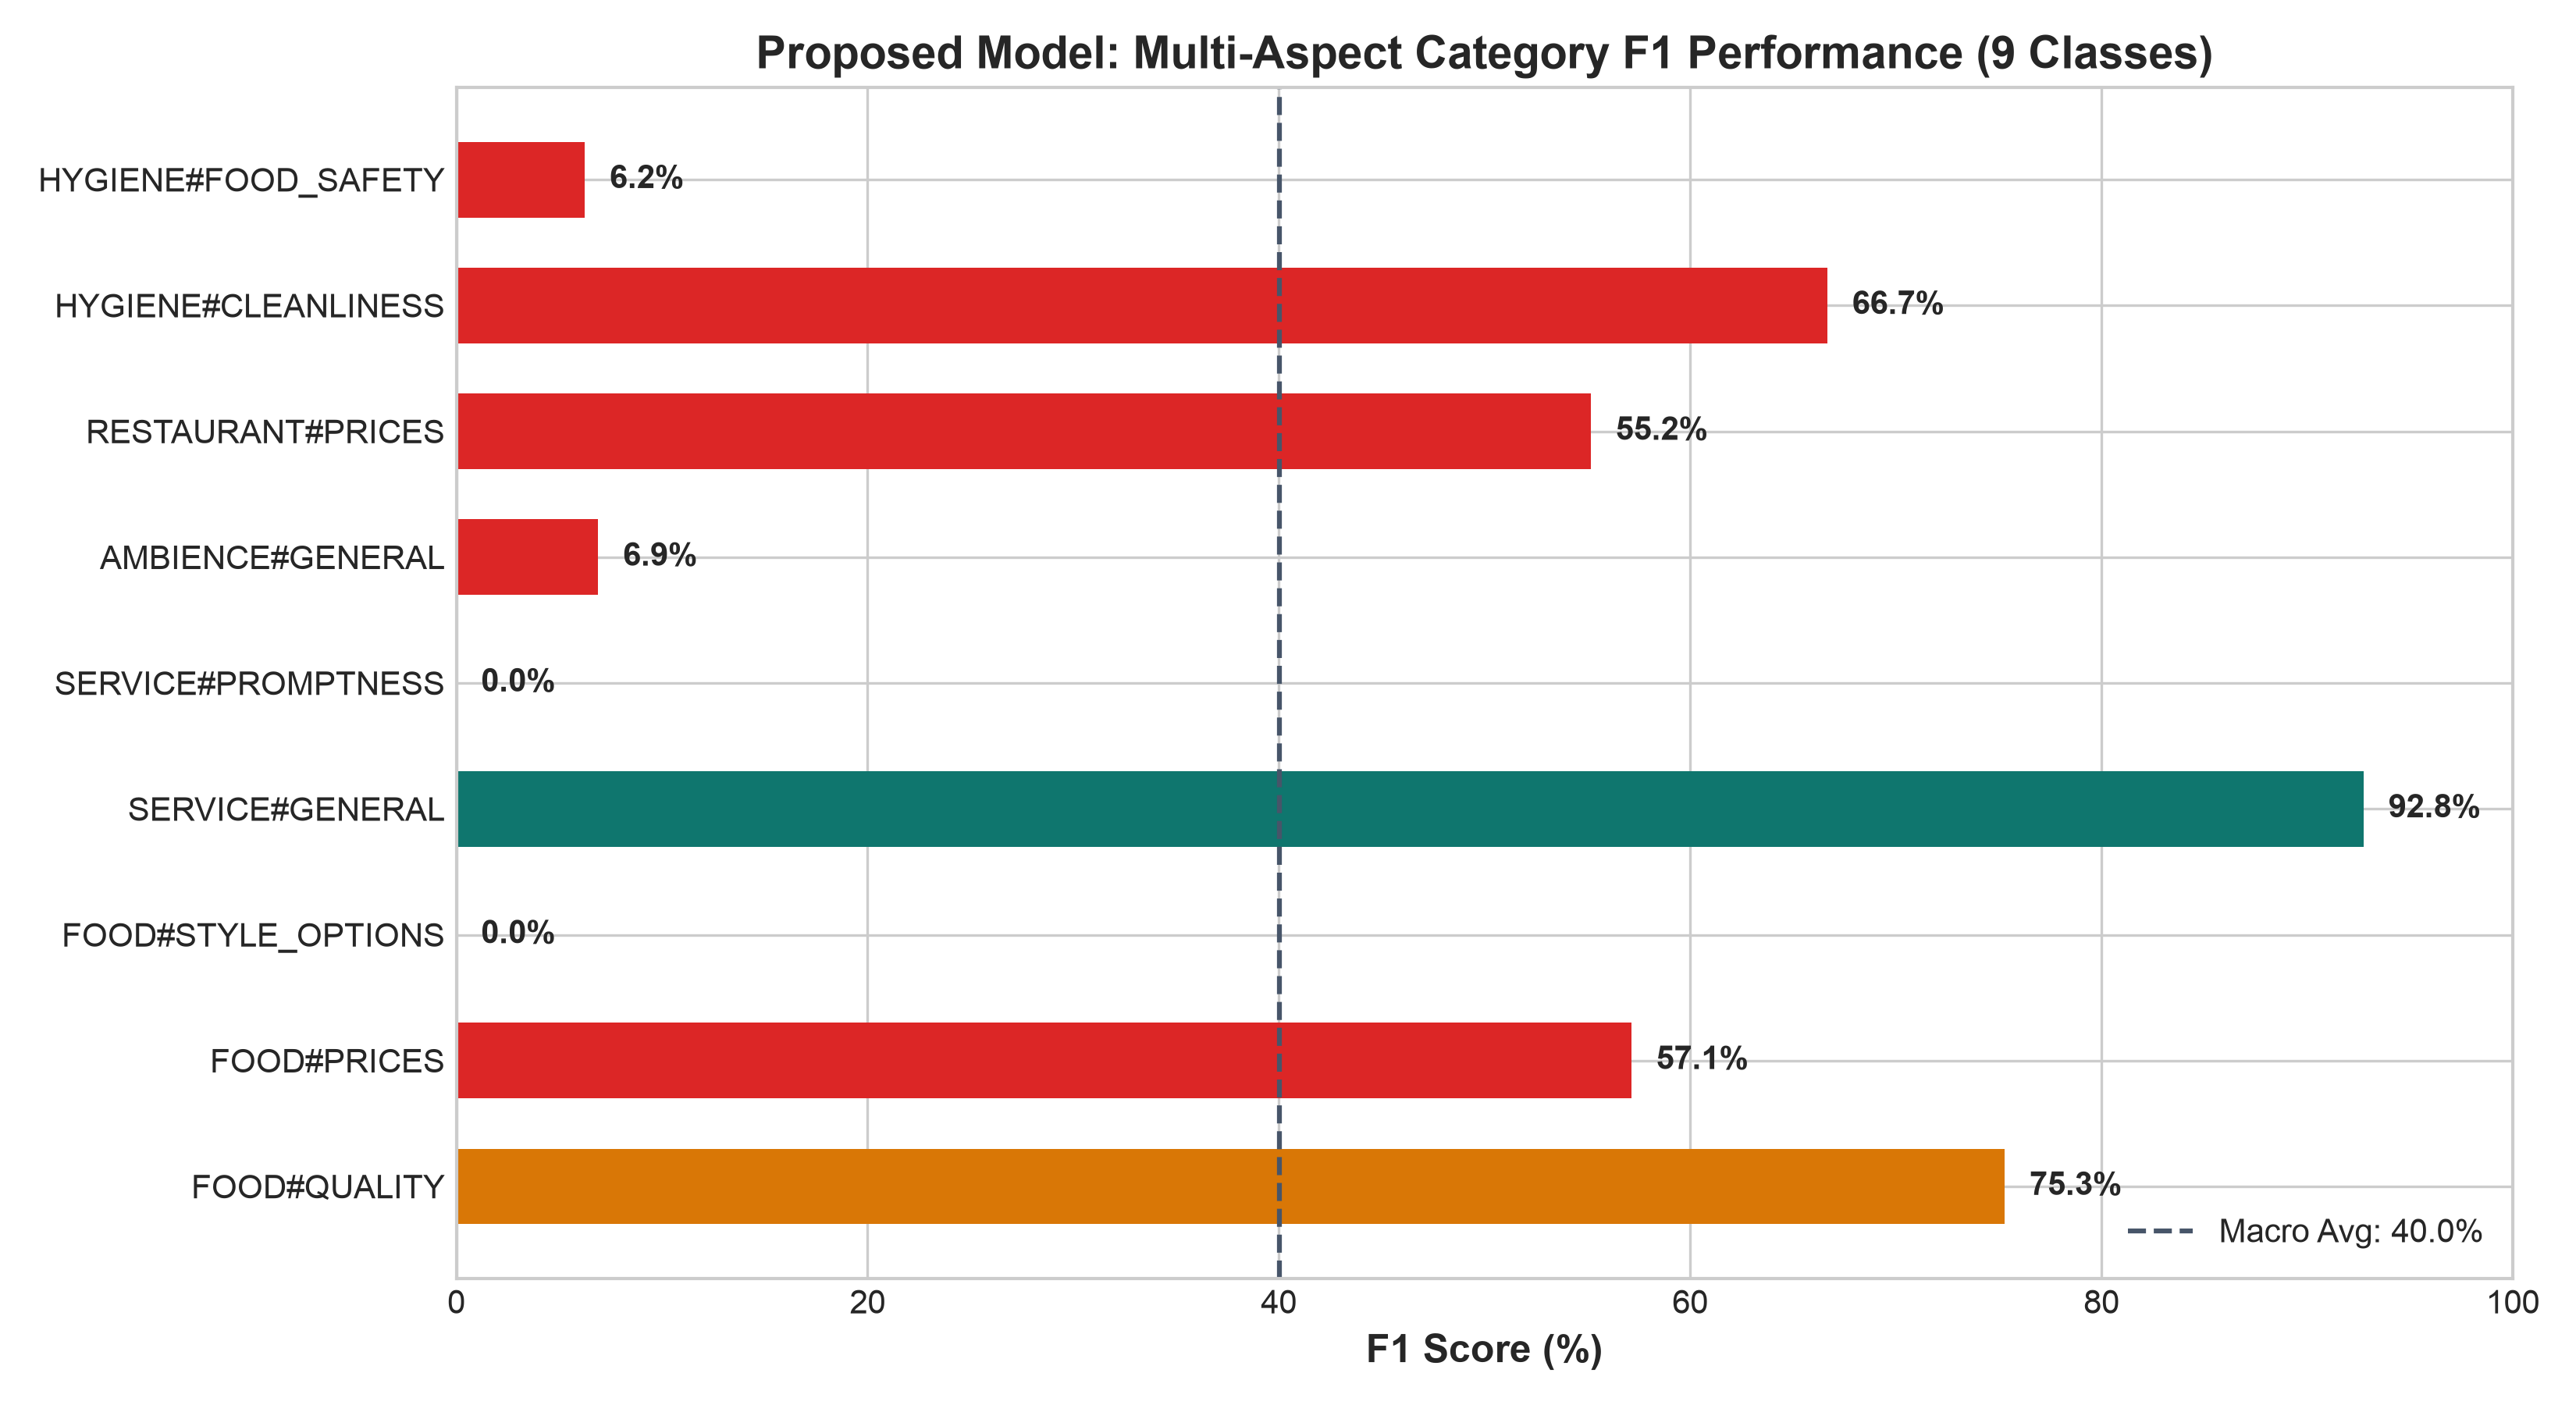 Proposed Model: Multi-Aspect Category F1 Performance (9 Classes)
HYGIENE#FOOD_SAFETY 6.2%
HYGIENE#CLEANLINESS 66.7%
RESTAURANT#PRICES 55.2%
AMBIENCE#GENERAL 6.9%
SERVICE#PROMPTNESS 0.0%
SERVICE#GENERAL 92.8%
FOOD#STYLE_OPTIONS 0.0%
FOOD#PRICES 57.1%
FOOD#QUALITY 75.3%
Macro Avg: 40.0%
0 20 40 60 80 100
F1 Score (%)